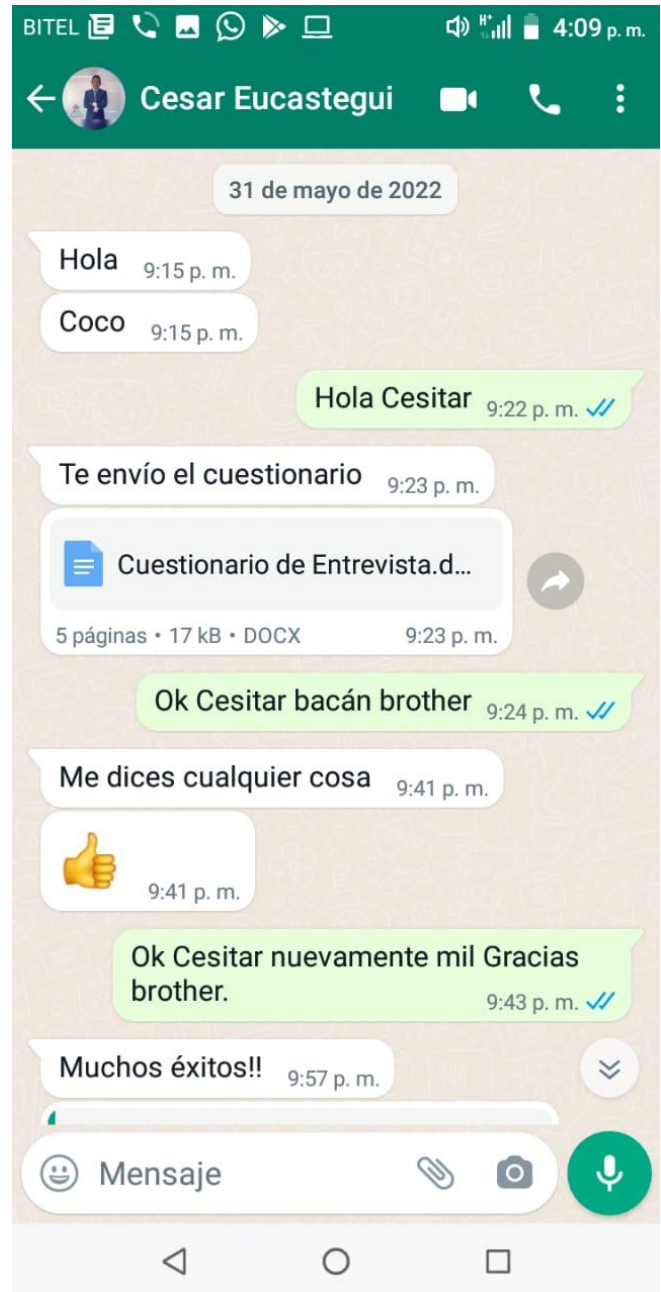 BITEL 4:09 p. m.
Cesar Eucastegui
31 de mayo de 2022
Hola 9:15 p. m.
Coco 9:15 p. m.
Hola Cesitar 9:22 p. m.
Te envío el cuestionario 9:23 p. m.
Cuestionario de Entrevista.d...
5 páginas • 17 kB • DOCX 9:23 p. m.
Ok Cesitar bacán brother 9:24 p. m.
Me dices cualquier cosa 9:41 p. m.
9:41 p. m.
Ok Cesitar nuevamente mil Gracias
brother. 9:43 p. m.
Muchos éxitos!! 9:57 p. m.
Mensaje